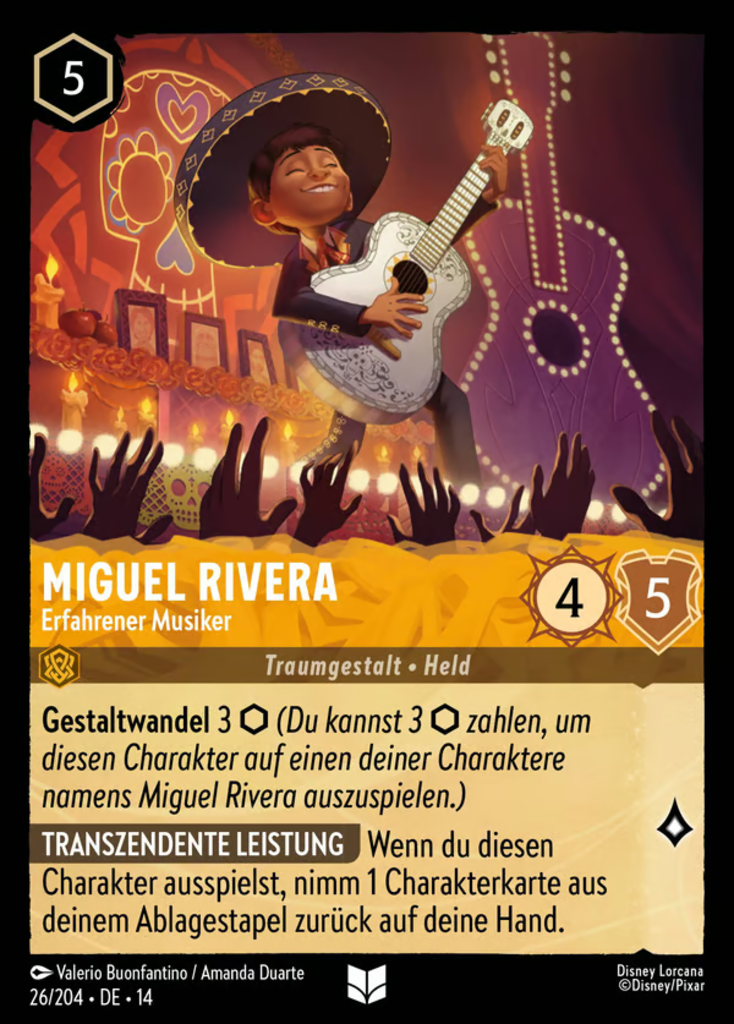 5
MIGUEL RIVERA
Erfahrener Musiker
4
5
Traumgestalt • Held
Gestaltwandel 3 ⬡ (Du kannst 3 ⬡ zahlen, um
diesen Charakter auf einen deiner Charaktere
namens Miguel Rivera auszuspielen.)
TRANSZENDENTE LEISTUNG Wenn du diesen
Charakter ausspielst, nimm 1 Charakterkarte aus
deinem Ablagestapel zurück auf deine Hand.
Valerio Buonfantino / Amanda Duarte
26/204 • DE • 14
Disney Lorcana
©Disney/Pixar